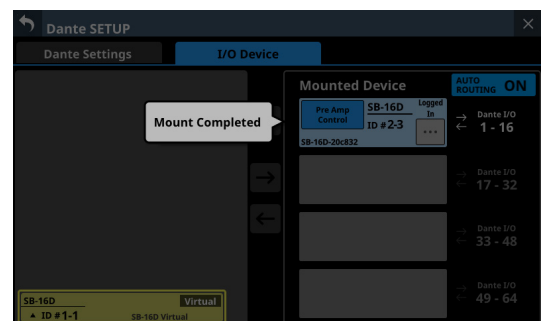 Dante SETUP
Dante Settings
I/O Device
Mounted Device
AUTO
ROUTING
ON
Mount Completed
Pre Amp
Control
SB-16D
ID #2-3
Logged
In
...
SB-16D-20c832
Dante I/O
1 - 16
Dante I/O
17 - 32
Dante I/O
33 - 48
Dante I/O
49 - 64
SB-16D
Virtual
ID #1-1
SB-16D Virtual